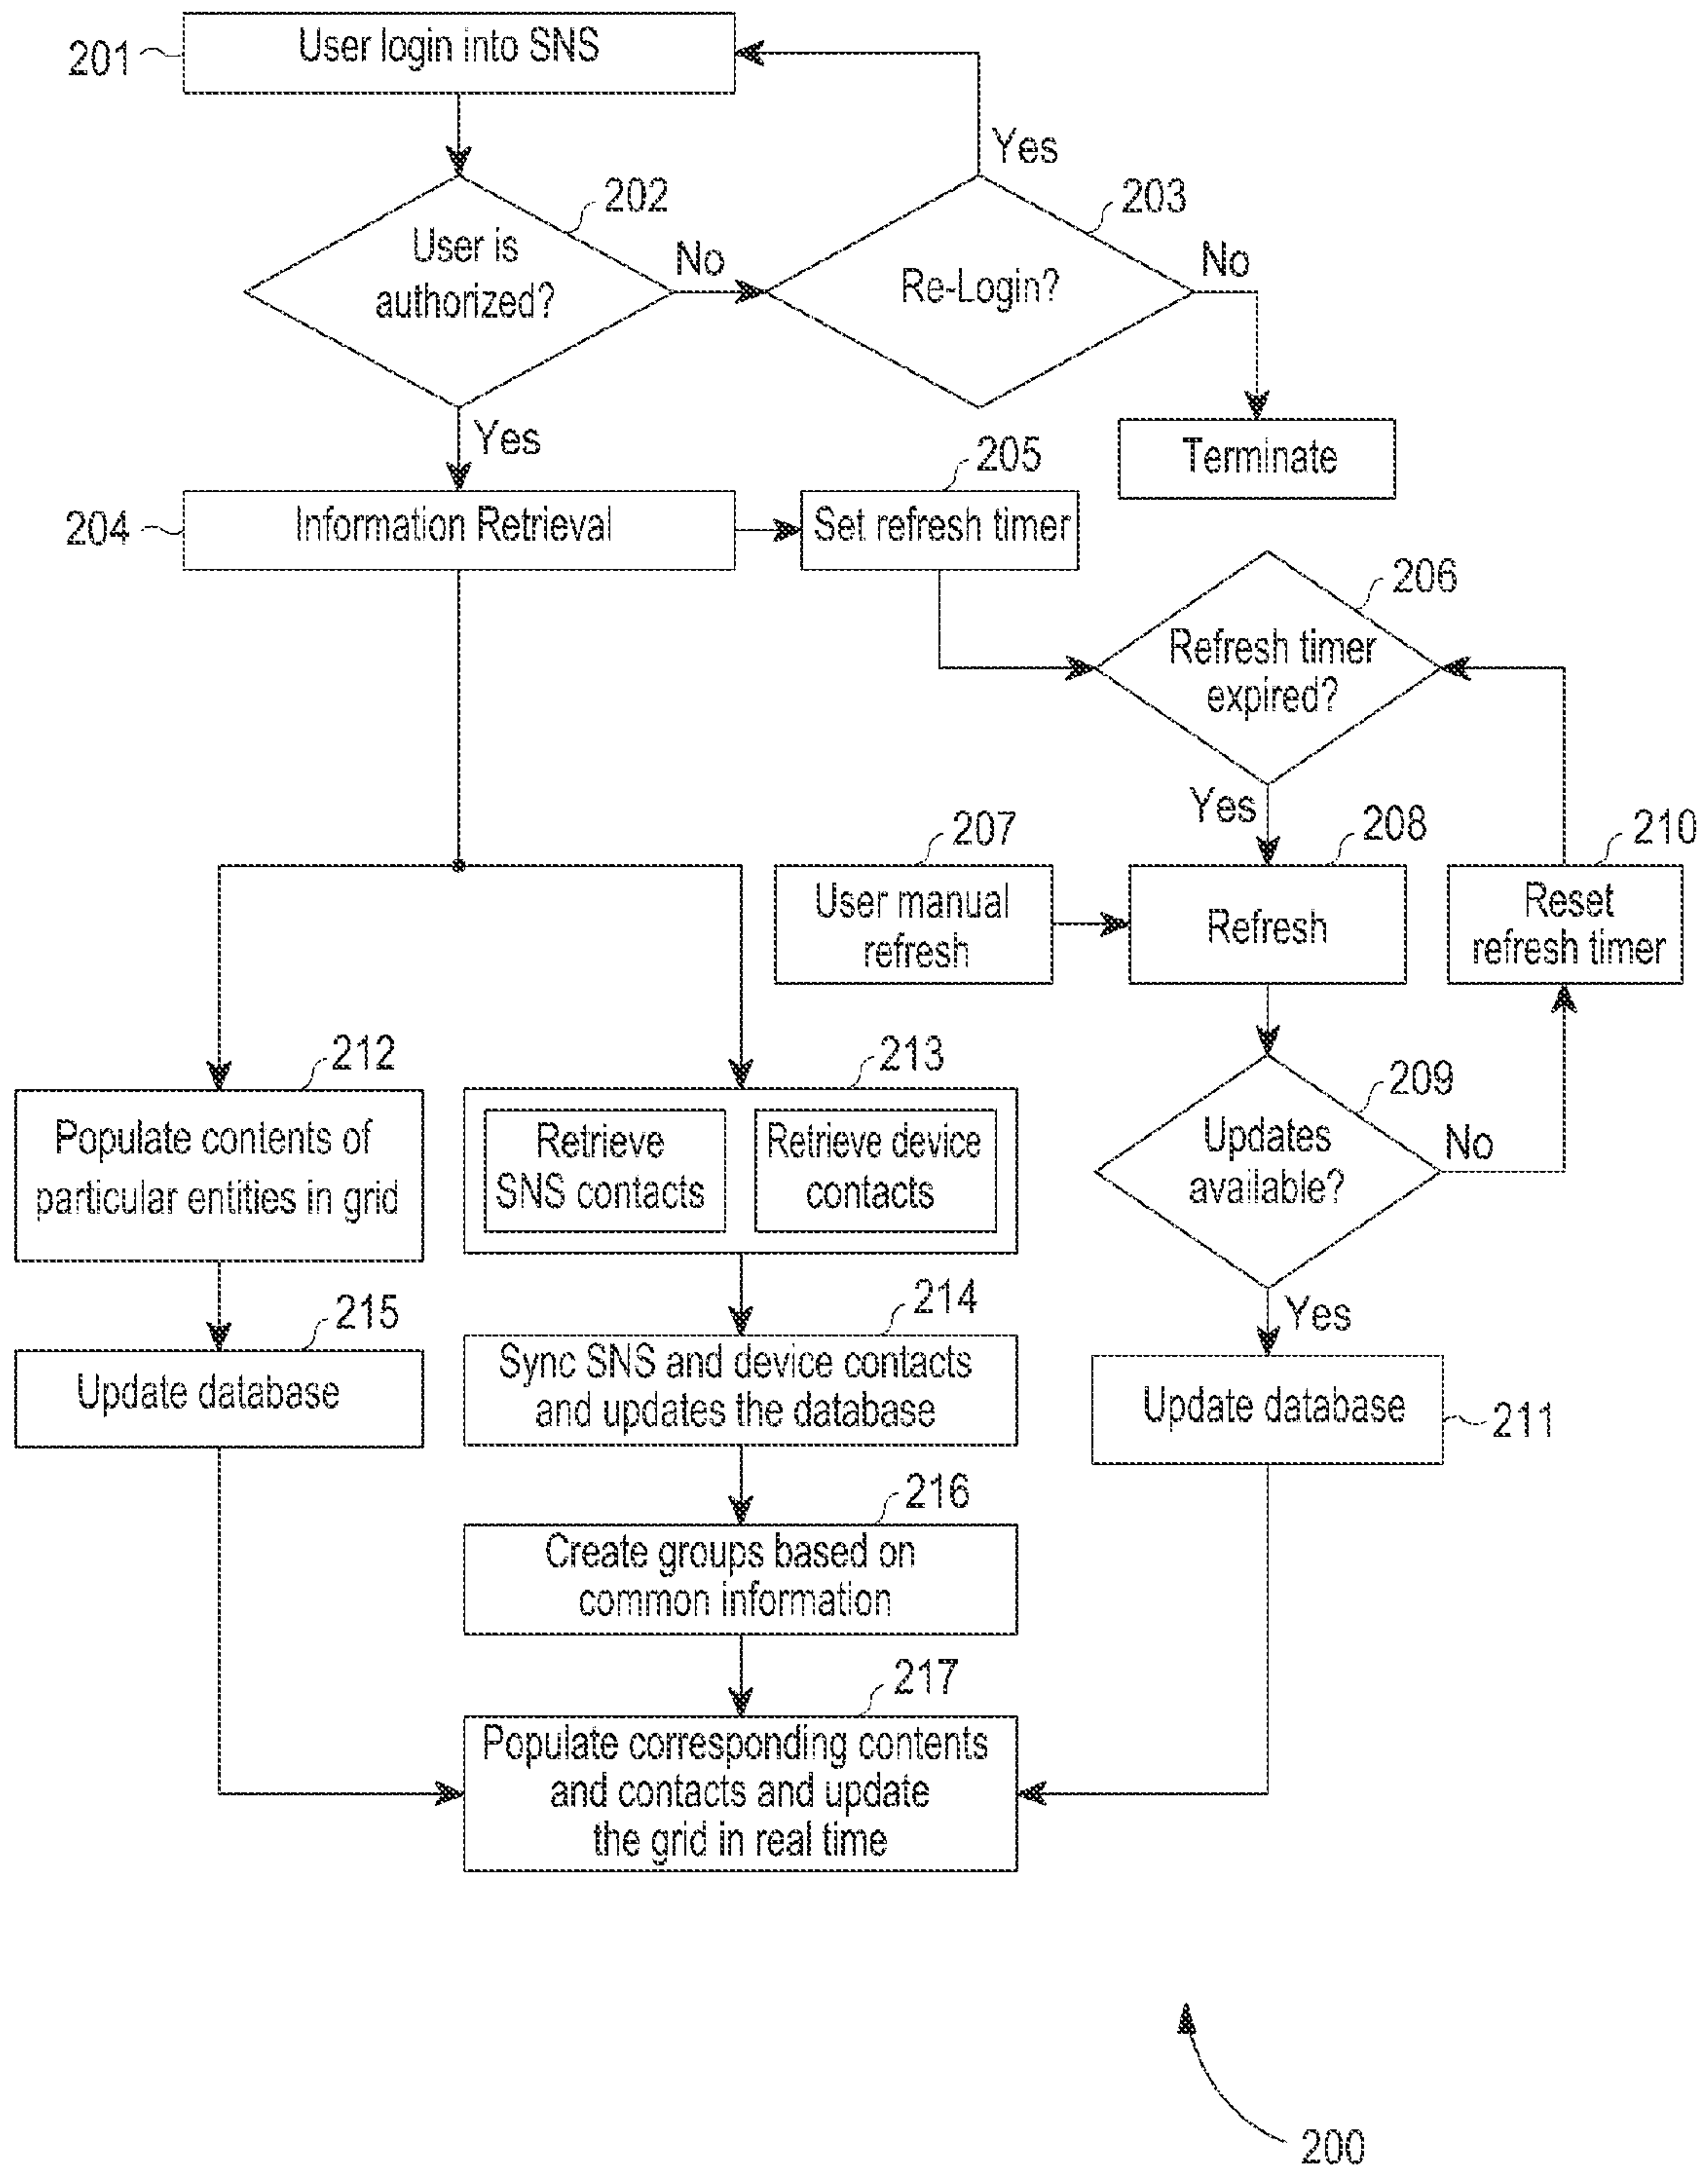 201
User login into SNS
Yes
202
203
User is
authorized?
No
Re-Login?
No
Yes
Terminate
204
Information Retrieval
205
Set refresh timer
206
Refresh timer
expired?
Yes
207
User manual
refresh
208
Refresh
210
Reset
refresh timer
212
Populate contents of
particular entities in grid
213
Retrieve
SNS contacts
Retrieve device
contacts
209
Updates
available?
No
Yes
215
Update database
214
Sync SNS and device contacts
and updates the database
Update database
211
216
Create groups based on
common information
217
Populate corresponding contents
and contacts and update
the grid in real time
200